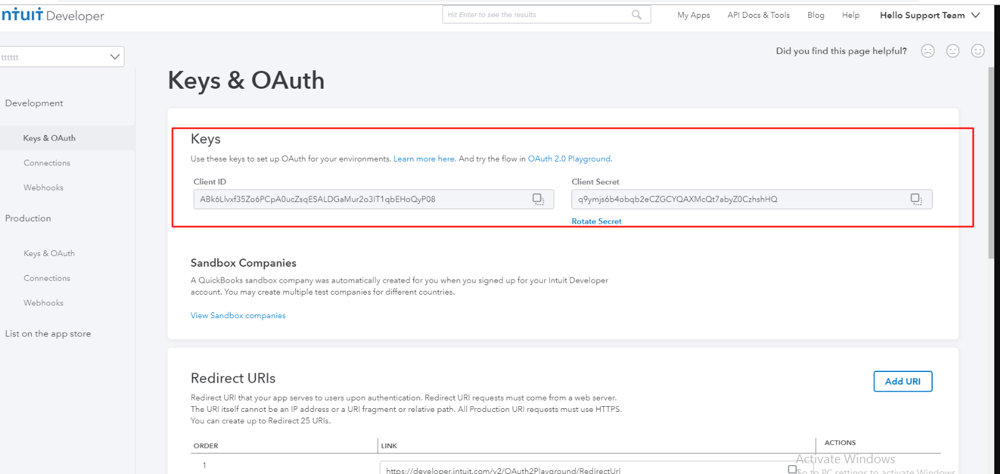 intuit Developer
Hit Enter to see the results
My Apps
API Docs & Tools
Blog
Help
Hello Support Team
tttttt
Did you find this page helpful?
Keys & OAuth
Development
Keys & OAuth
Connections
Webhooks
Production
Keys & OAuth
Connections
Webhooks
List on the app store
Keys
Use these keys to set up OAuth for your environments. Learn more here. And try the flow in OAuth 2.0 Playground.
Client ID
ABk6Llvxf35Zo6PCpA0ucZsqESALDGaMur2o3IT1qbEHoQyP08
Client Secret
q9ymjs6b4obqb2eCZGCYQAXMcQt7abyZ0CzhshHQ
Rotate Secret
Sandbox Companies
A QuickBooks sandbox company was automatically created for you when you signed up for your Intuit Developer
account. You may create multiple test companies for different countries.
View Sandbox companies
Redirect URIs
Add URI
Redirect URI that your app serves to users upon authentication. Redirect URI requests must come from a web server.
The URI itself cannot be an IP address or a URI fragment or relative path. All Production URI requests must use HTTPS.
You can create up to Redirect 25 URIs.
ORDER
LINK
ACTIONS
1
https://developer.intuit.com/v2/OAuth2Playground/RedirectUrl
Activate Windows
Go to PC settings to activate Windows